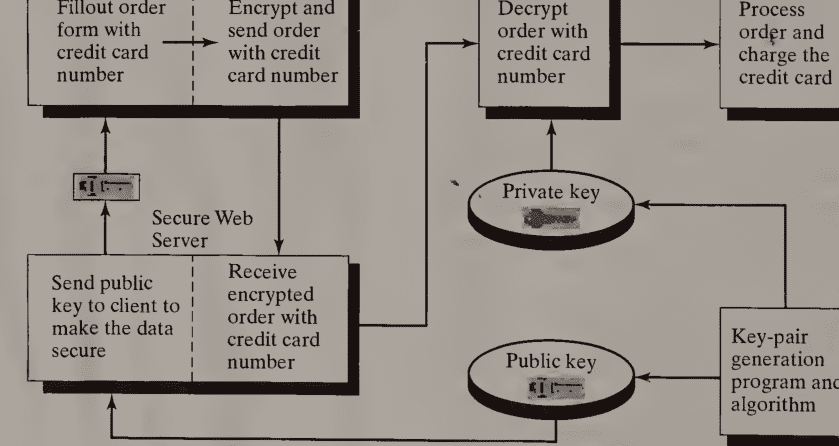 Fillout order
form with
credit card
number
Encrypt and
send order
with credit
card number
Decrypt
order with
credit card
number
Process
order and
charge the
credit card
Private key
Secure Web
Server
Send public
key to client to
make the data
secure
Receive
encrypted
order with
credit card
number
Public key
Key-pair
generation
program and
algorithm